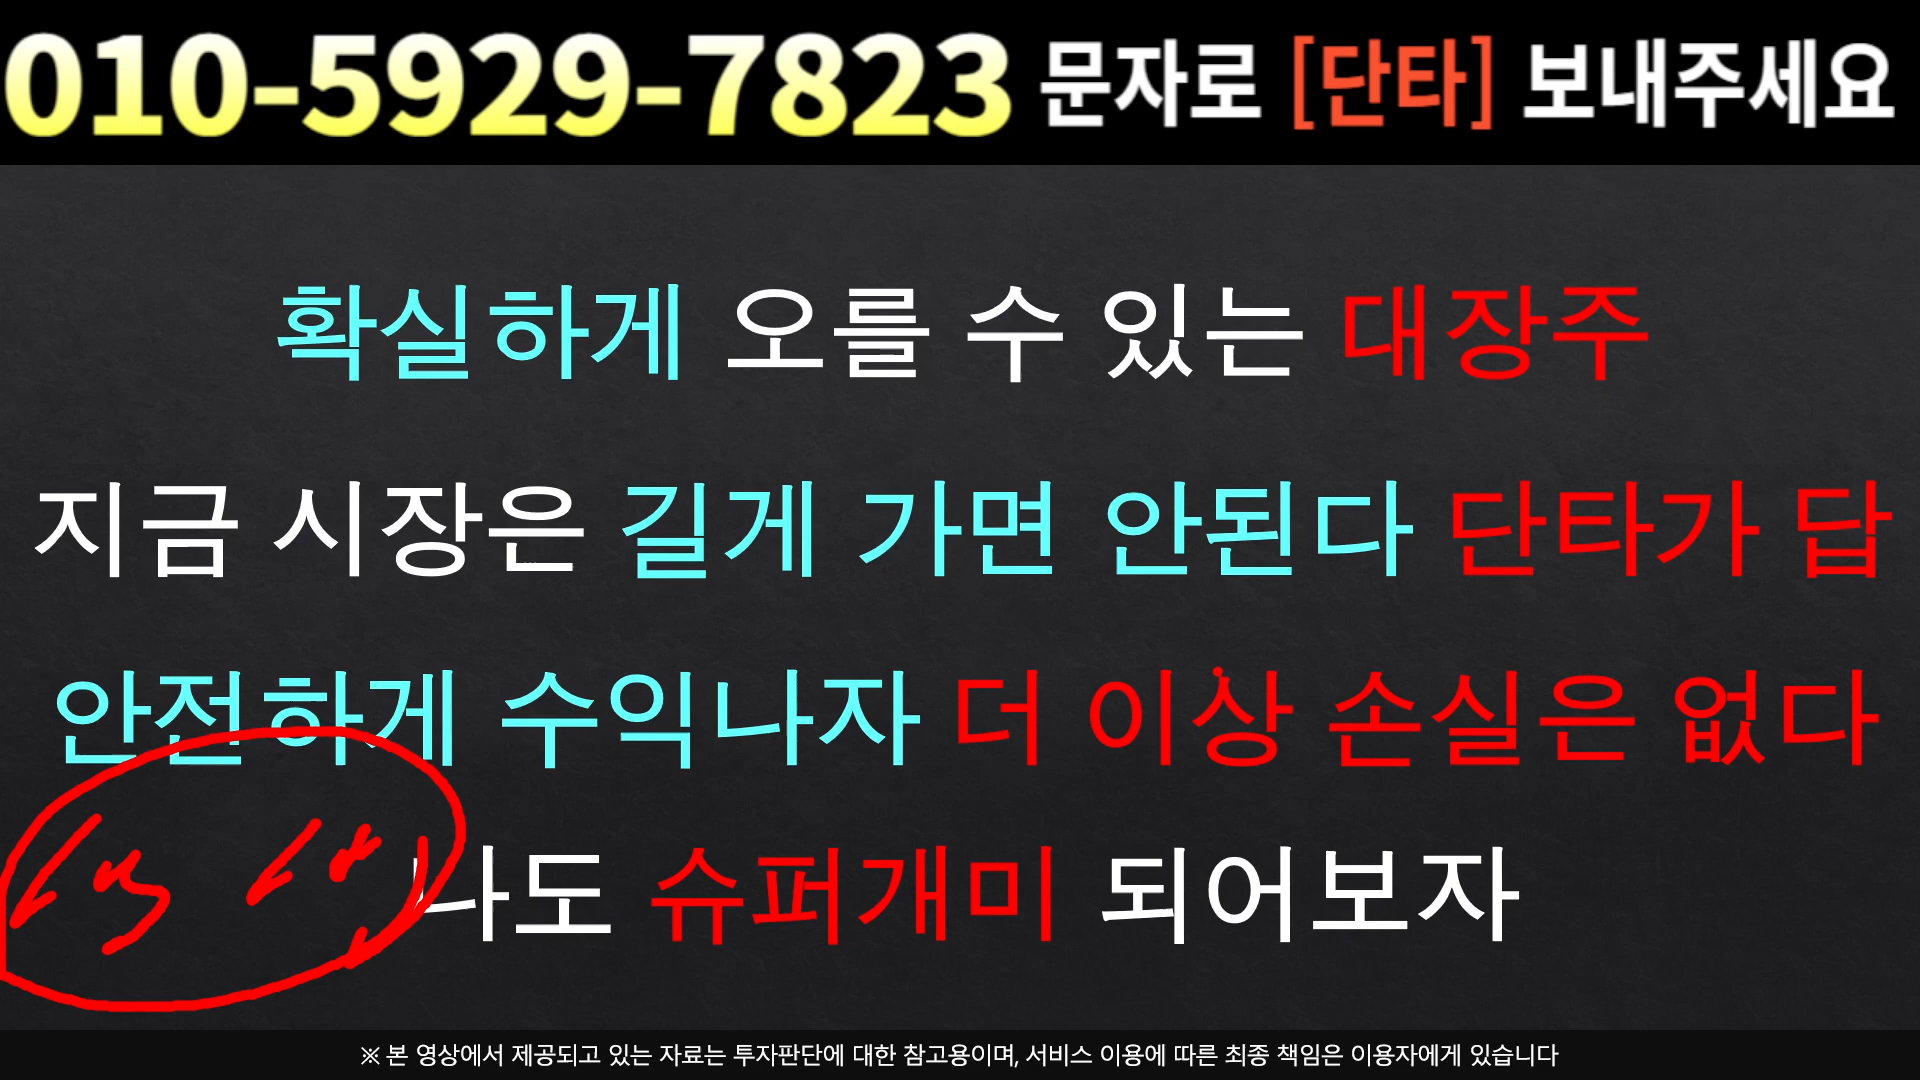 010-5929-7823 문자로 [단타] 보내주세요
확실하게 오를 수 있는 대장주
지금 시장은 길게 가면 안된다 단타가 답
안전하게 수익나자 더 이상 손실은 없다
나도 슈퍼개미 되어보자
※ 본 영상에서 제공되고 있는 자료는 투자판단에 대한 참고용이며, 서비스 이용에 따른 최종 책임은 이용자에게 있습니다